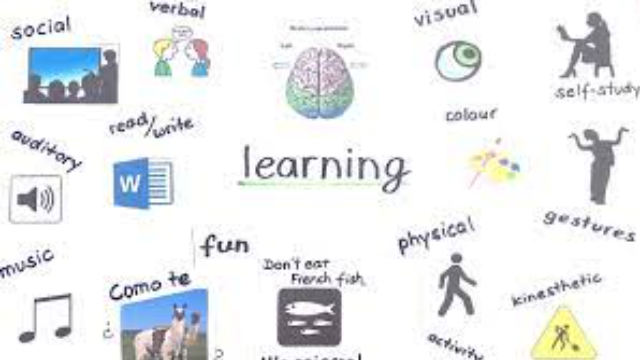 social
verbal
visual
self-study
auditory
read/write
W
learning
colour
gestures
music
fun
Como te
¿
?
Don't eat
French fish
physical
activity
kinesthetic